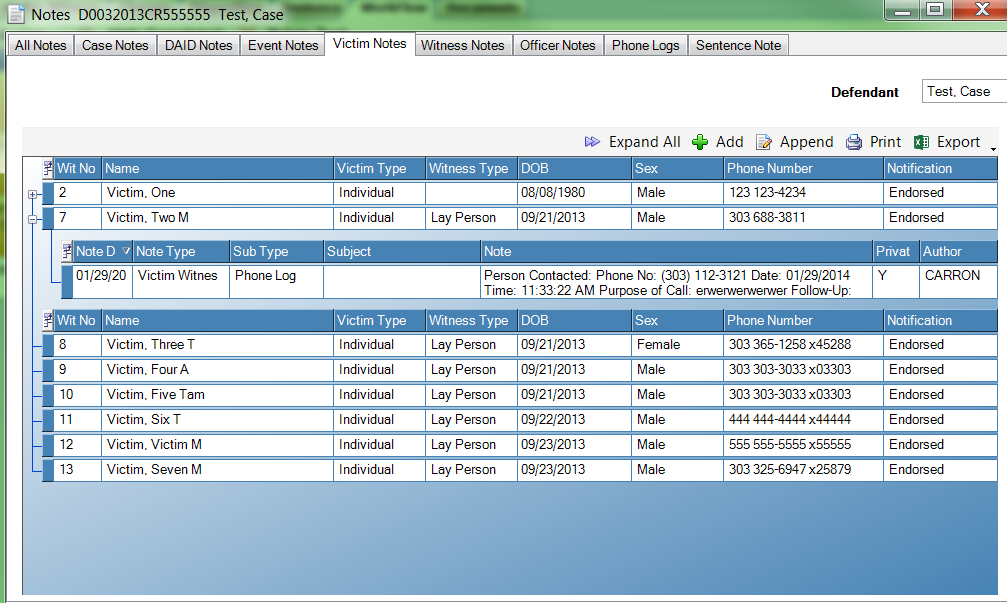 Notes D0032013CR555555 Test, Case
All Notes Case Notes DAID Notes Event Notes Victim Notes Witness Notes Officer Notes Phone Logs Sentence Note
Defendant Test, Case
Expand All Add Append Print Export
Wit No Name Victim Type Witness Type DOB Sex Phone Number Notification
2 Victim, One Individual 08/08/1980 Male 123 123-4234 Endorsed
7 Victim, Two M Individual Lay Person 09/21/2013 Male 303 688-3811 Endorsed
Note D Note Type Sub Type Subject Note Privat Author
01/29/20 Victim Witnes Phone Log Person Contacted: Phone No: (303) 112-3121 Date: 01/29/2014 Y CARRON
Time: 11:33:22 AM Purpose of Call: erwerwerwerwer Follow-Up:
Wit No Name Victim Type Witness Type DOB Sex Phone Number Notification
8 Victim, Three T Individual Lay Person 09/21/2013 Female 303 365-1258 x45288 Endorsed
9 Victim, Four A Individual Lay Person 09/21/2013 Male 303 303-3033 x03303 Endorsed
10 Victim, Five Tam Individual Lay Person 09/21/2013 Male 303 303-3033 x03303 Endorsed
11 Victim, Six T Individual Lay Person 09/22/2013 Male 444 444-4444 x44444 Endorsed
12 Victim, Victim M Individual Lay Person 09/23/2013 Male 555 555-5555 x55555 Endorsed
13 Victim, Seven M Individual Lay Person 09/23/2013 Male 303 325-6947 x25879 Endorsed